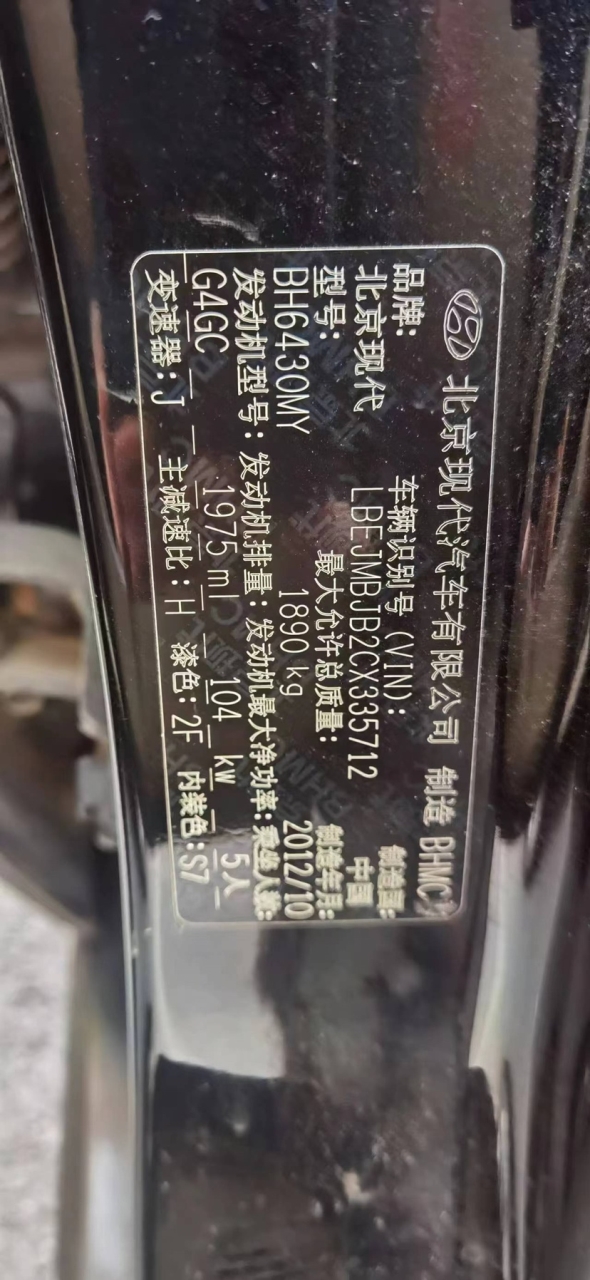 北京现代汽车有限公司 制造 BHMC
品牌: 车辆识别号(VIN): 制造国:
北京现代 LBEJMBJB2CX335712 中國
型号: 最大允许总质量: 制造年月:
BH6430MY 1890 kg 2012/10
发动机型号: 发动机排量: 发动机最大净功率: 乘坐人数:
G4GC 1975 ml 104 kw 5人
变速器:J 主减速比:H 漆色:2F 内装色:S7